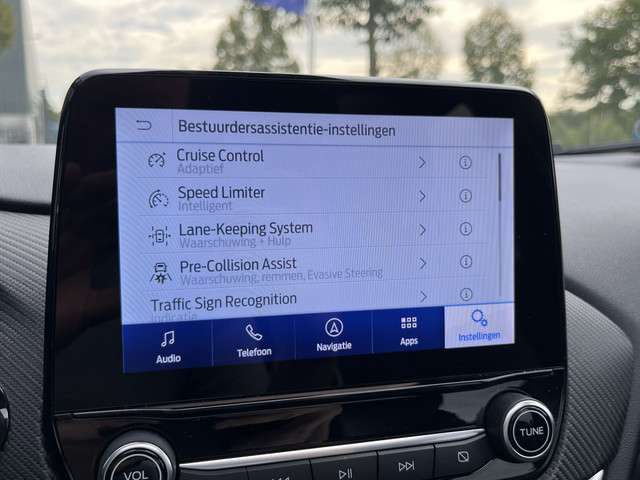 Bestuurdersassistentie-instellingen
Cruise Control
Adaptief
Speed Limiter
Intelligent
Lane-Keeping System
Waarschuwing + Hulp
Pre-Collision Assist
Waarschuwing, remmen, Evasive Steering
Traffic Sign Recognition
Indicatie
Audio
Telefoon
Navigatie
Apps
Instellingen
VOL
TUNE